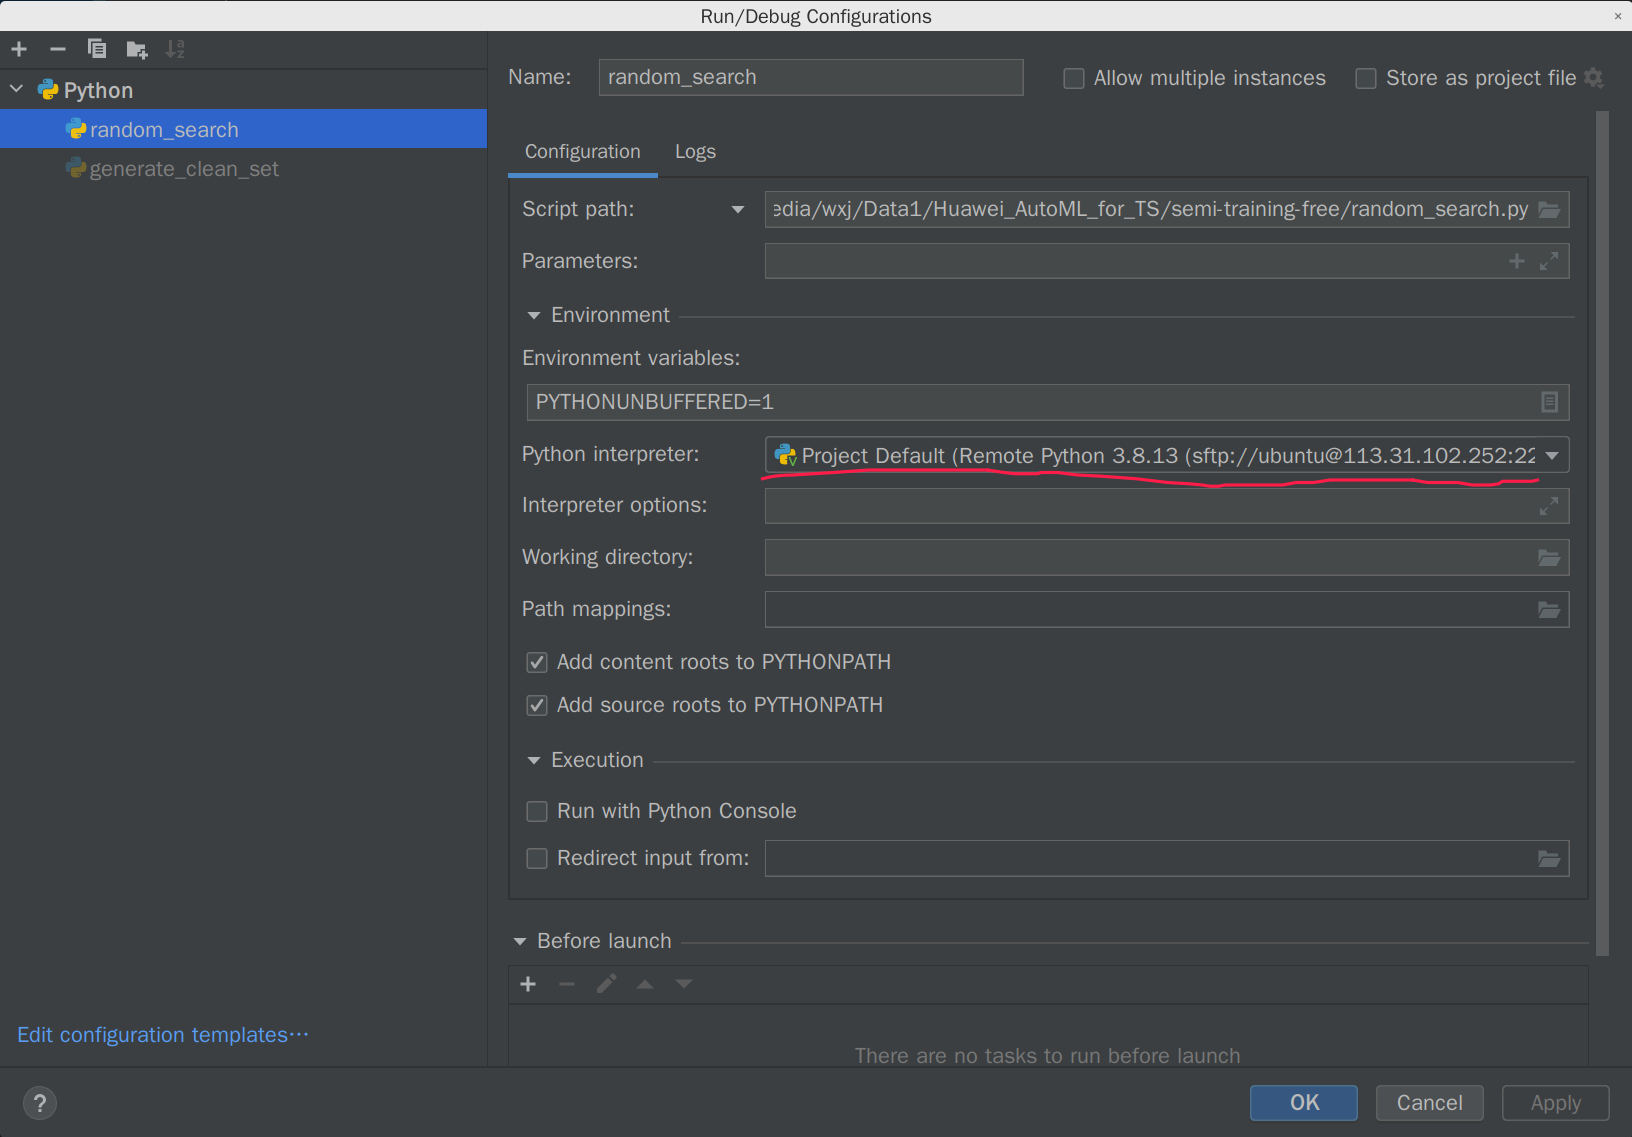 Run/Debug Configurations
Python
random_search
generate_clean_set
Edit configuration templates...
Name: random_search Allow multiple instances Store as project file
Configuration Logs
Script path: edia/wxj/Data1/Huawei_AutoML_for_TS/semi-training-free/random_search.py
Parameters:
Environment
Environment variables:
PYTHONUNBUFFERED=1
Python interpreter: Project Default (Remote Python 3.8.13 (sftp://ubuntu@113.31.102.252:22
Interpreter options:
Working directory:
Path mappings:
Add content roots to PYTHONPATH
Add source roots to PYTHONPATH
Execution
Run with Python Console
Redirect input from:
Before launch
There are no tasks to run before launch
? OK Cancel Apply